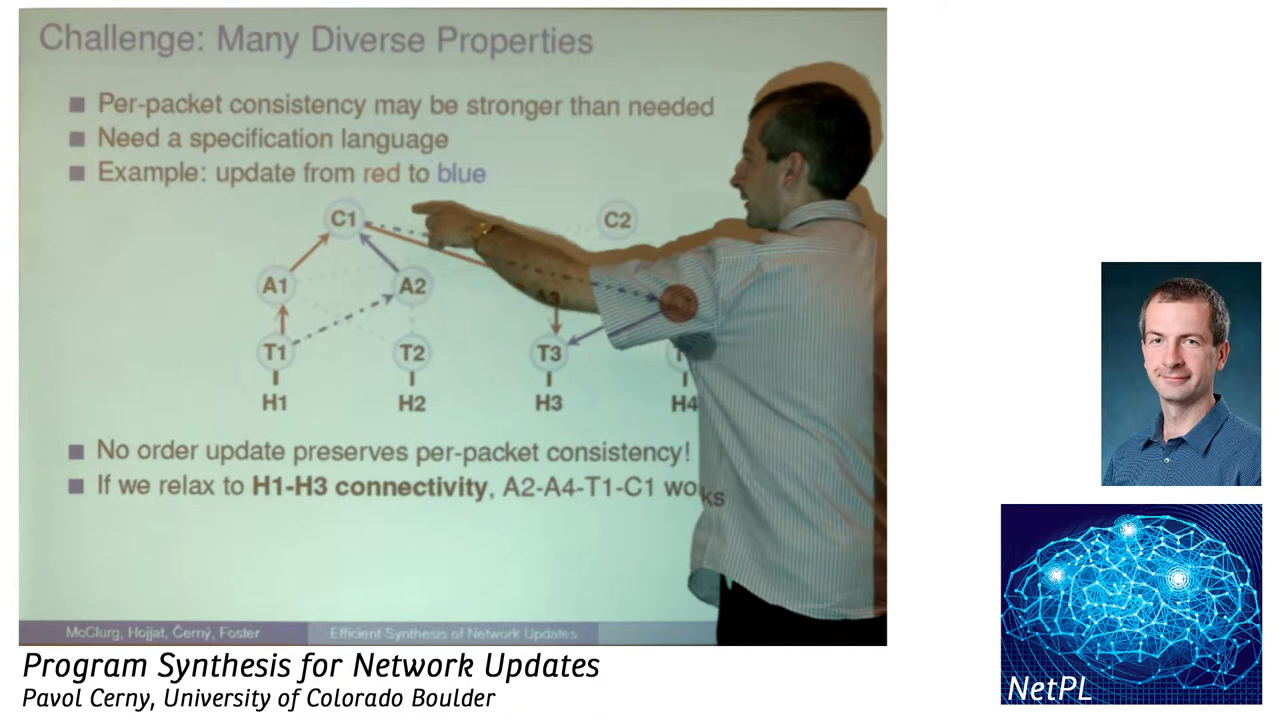 Challenge: Many Diverse Properties
Per-packet consistency may be stronger than needed
Need a specification language
Example: update from red to blue
C1 C2
A1 A2 A3
T1 T2 T3 T
H1 H2 H3 H4
No order update preserves per-packet consistency!
If we relax to H1-H3 connectivity, A2-A4-T1-C1 works
McClurg, Hojjat, Černý, Foster Efficient Synthesis of Network Updates
Program Synthesis for Network Updates
Pavol Cerny, University of Colorado Boulder
NetPL